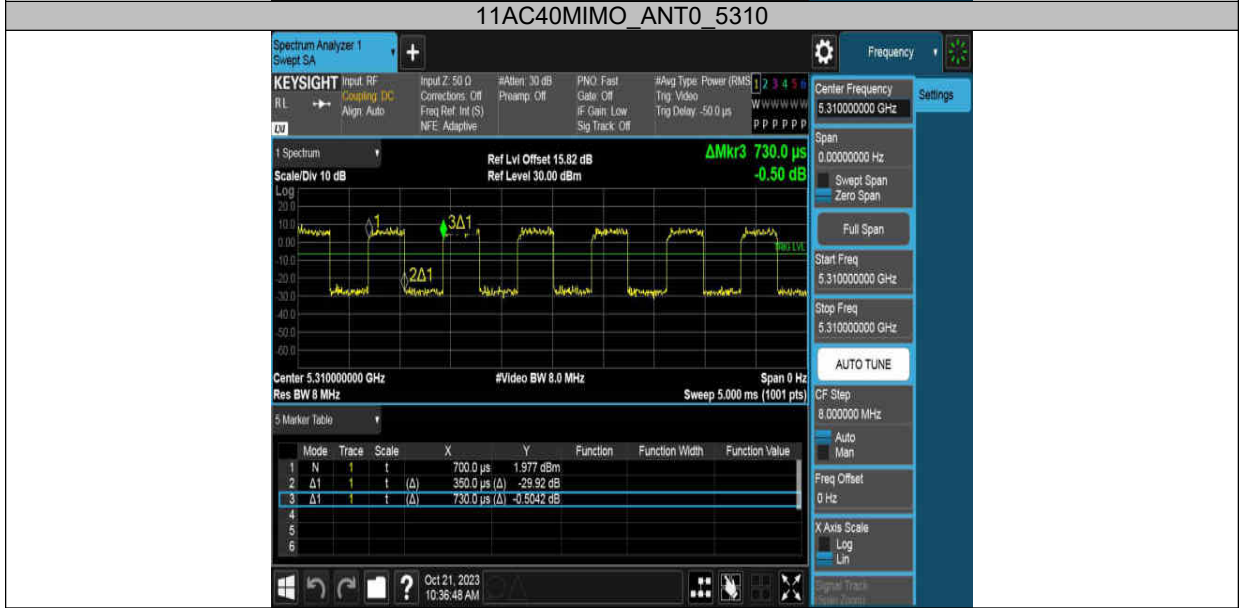 11AC40MIMO_ANT0_5310
Spectrum Analyzer 1
Swept SA
+
Frequency
KEYSIGHT
RL
LXI
Input: RF
Coupling: DC
Align: Auto
Input Z: 50 Ω
Corrections: Off
Freq Ref: Int (S)
NFE: Adaptive
#Atten: 30 dB
Preamp: Off
PNO: Fast
Gate: Off
IF Gain: Low
Sig Track: Off
#Avg Type: Power (RMS
Trig: Video
Trig Delay: -50.0 µs
1 2 3 4 5 6
W W W W W W
P P P P P P
Center Frequency
5.310000000 GHz
Settings
Span
0.00000000 Hz
Swept Span
Zero Span
Full Span
Start Freq
5.310000000 GHz
Stop Freq
5.310000000 GHz
AUTO TUNE
CF Step
8.000000 MHz
Auto
Man
Freq Offset
0 Hz
X Axis Scale
Log
Lin
Signal Track
(Span Zoom)
1 Spectrum
Scale/Div 10 dB
Ref Lvl Offset 15.82 dB
Ref Level 30.00 dBm
ΔMkr3 730.0 µs
-0.50 dB
Log
20.0
10.0
0.00
-10.0
-20.0
-30.0
-40.0
-50.0
-60.0
1
3Δ1
2Δ1
TRIG LVL
Center 5.310000000 GHz
Res BW 8 MHz
#Video BW 8.0 MHz
Span 0 Hz
Sweep 5.000 ms (1001 pts)
5 Marker Table
Mode Trace Scale X Y Function Function Width Function Value
1 N 1 t 700.0 µs 1.977 dBm
2 Δ1 1 t (Δ) 350.0 µs (Δ) -29.92 dB
3 Δ1 1 t (Δ) 730.0 µs (Δ) -0.5042 dB
4
5
6
?
Oct 21, 2023
10:36:48 AM